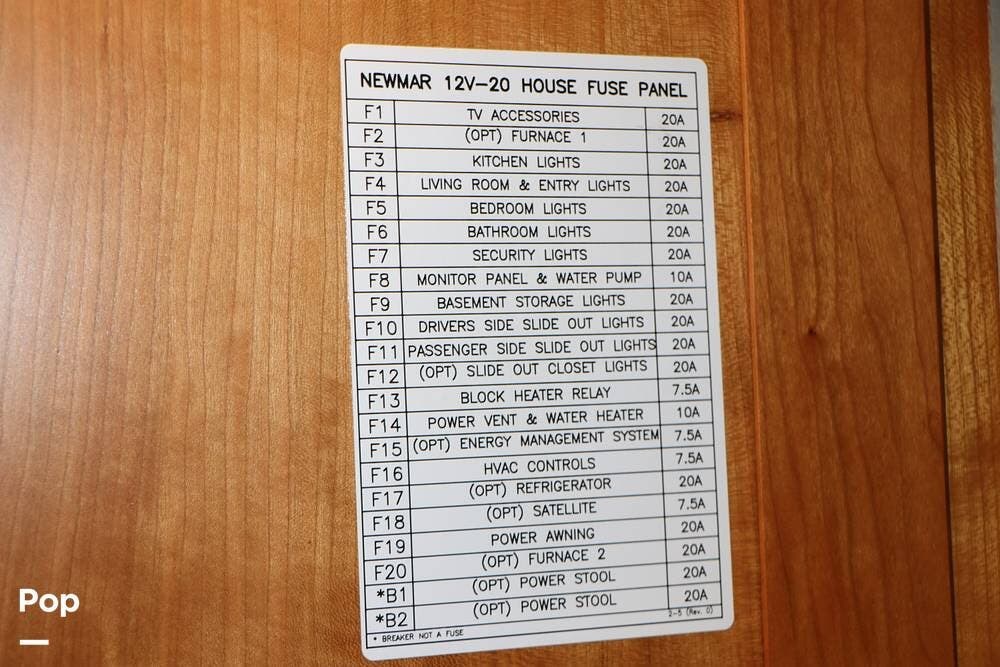 NEWMAR 12V-20 HOUSE FUSE PANEL
F1 TV ACCESSORIES 20A
F2 (OPT) FURNACE 1 20A
F3 KITCHEN LIGHTS 20A
F4 LIVING ROOM & ENTRY LIGHTS 20A
F5 BEDROOM LIGHTS 20A
F6 BATHROOM LIGHTS 20A
F7 SECURITY LIGHTS 20A
F8 MONITOR PANEL & WATER PUMP 10A
F9 BASEMENT STORAGE LIGHTS 20A
F10 DRIVERS SIDE SLIDE OUT LIGHTS 20A
F11 PASSENGER SIDE SLIDE OUT LIGHTS 20A
F12 (OPT) SLIDE OUT CLOSET LIGHTS 20A
F13 BLOCK HEATER RELAY 7.5A
F14 POWER VENT & WATER HEATER 10A
F15 (OPT) ENERGY MANAGEMENT SYSTEM 7.5A
F16 HVAC CONTROLS 7.5A
F17 (OPT) REFRIGERATOR 20A
F18 (OPT) SATELLITE 7.5A
F19 POWER AWNING 20A
F20 (OPT) FURNACE 2 20A
*B1 (OPT) POWER STOOL 20A
*B2 (OPT) POWER STOOL 20A
* BREAKER NOT A FUSE 2-5 (Rev. 0)
Pop